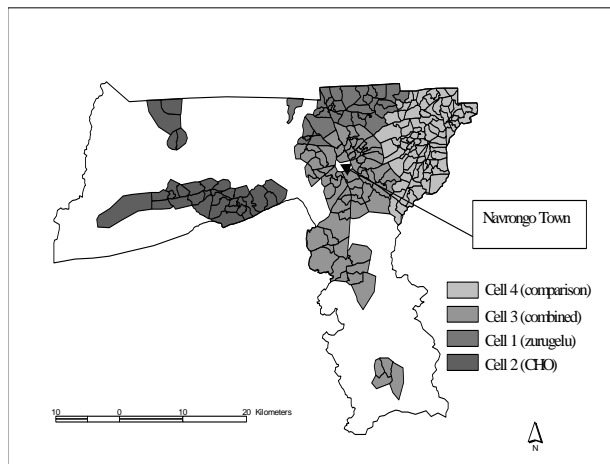 Navrongo Town
Cell 4 (comparison)
Cell 3 (combined)
Cell 1 (zurugelu)
Cell 2 (CHO)
10 0 10 20 Kilometers
N